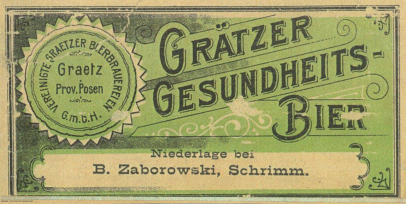 VEREINIGTE GRAETZER BIERBRAUEREIEN
Graetz
Prov. Posen
G.m.b.H.
GRÄTZER
GESUNDHEITS-
BIER
Niederlage bei
B. Zaborowski, Schrimm.